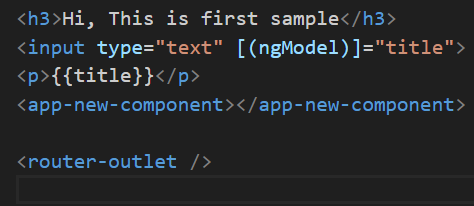 <h3>Hi, This is first sample</h3>
<input type="text" [(ngModel)]="title">
<p>{{title}}</p>
<app-new-component></app-new-component>
<router-outlet />